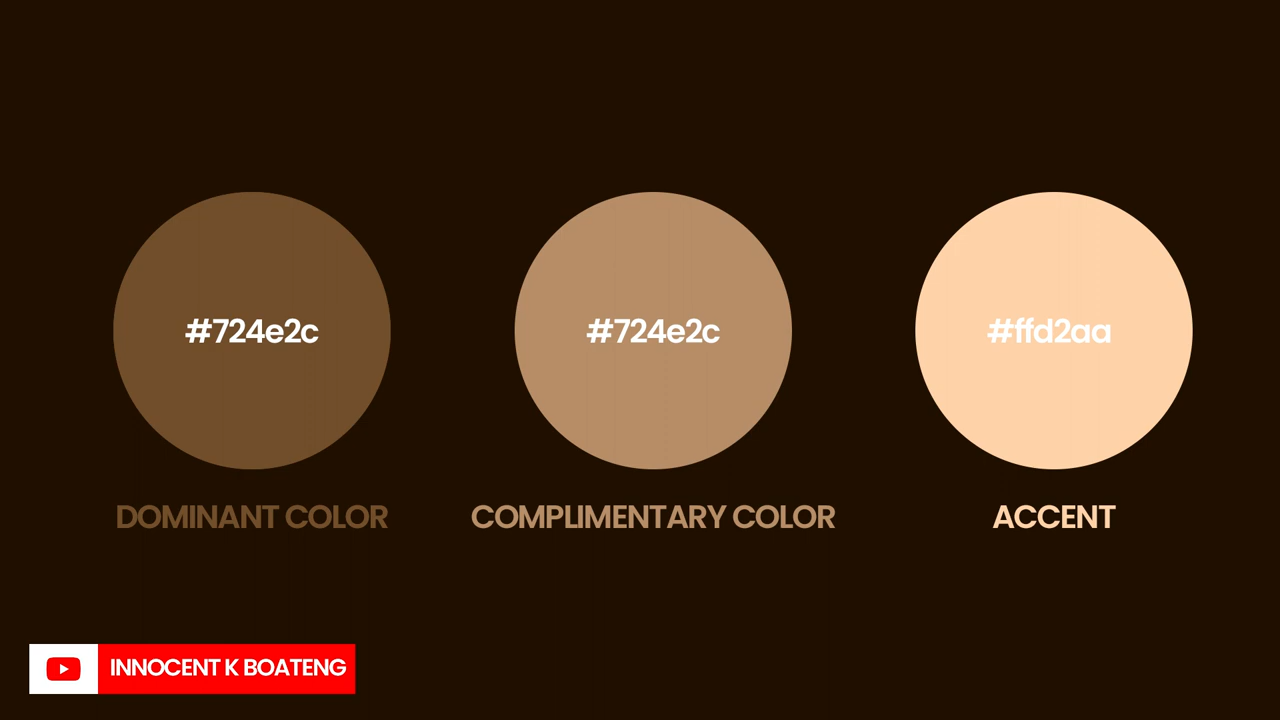 #724e2c
#724e2c
#ffd2aa
DOMINANT COLOR
COMPLIMENTARY COLOR
ACCENT
INNOCENT K BOATENG